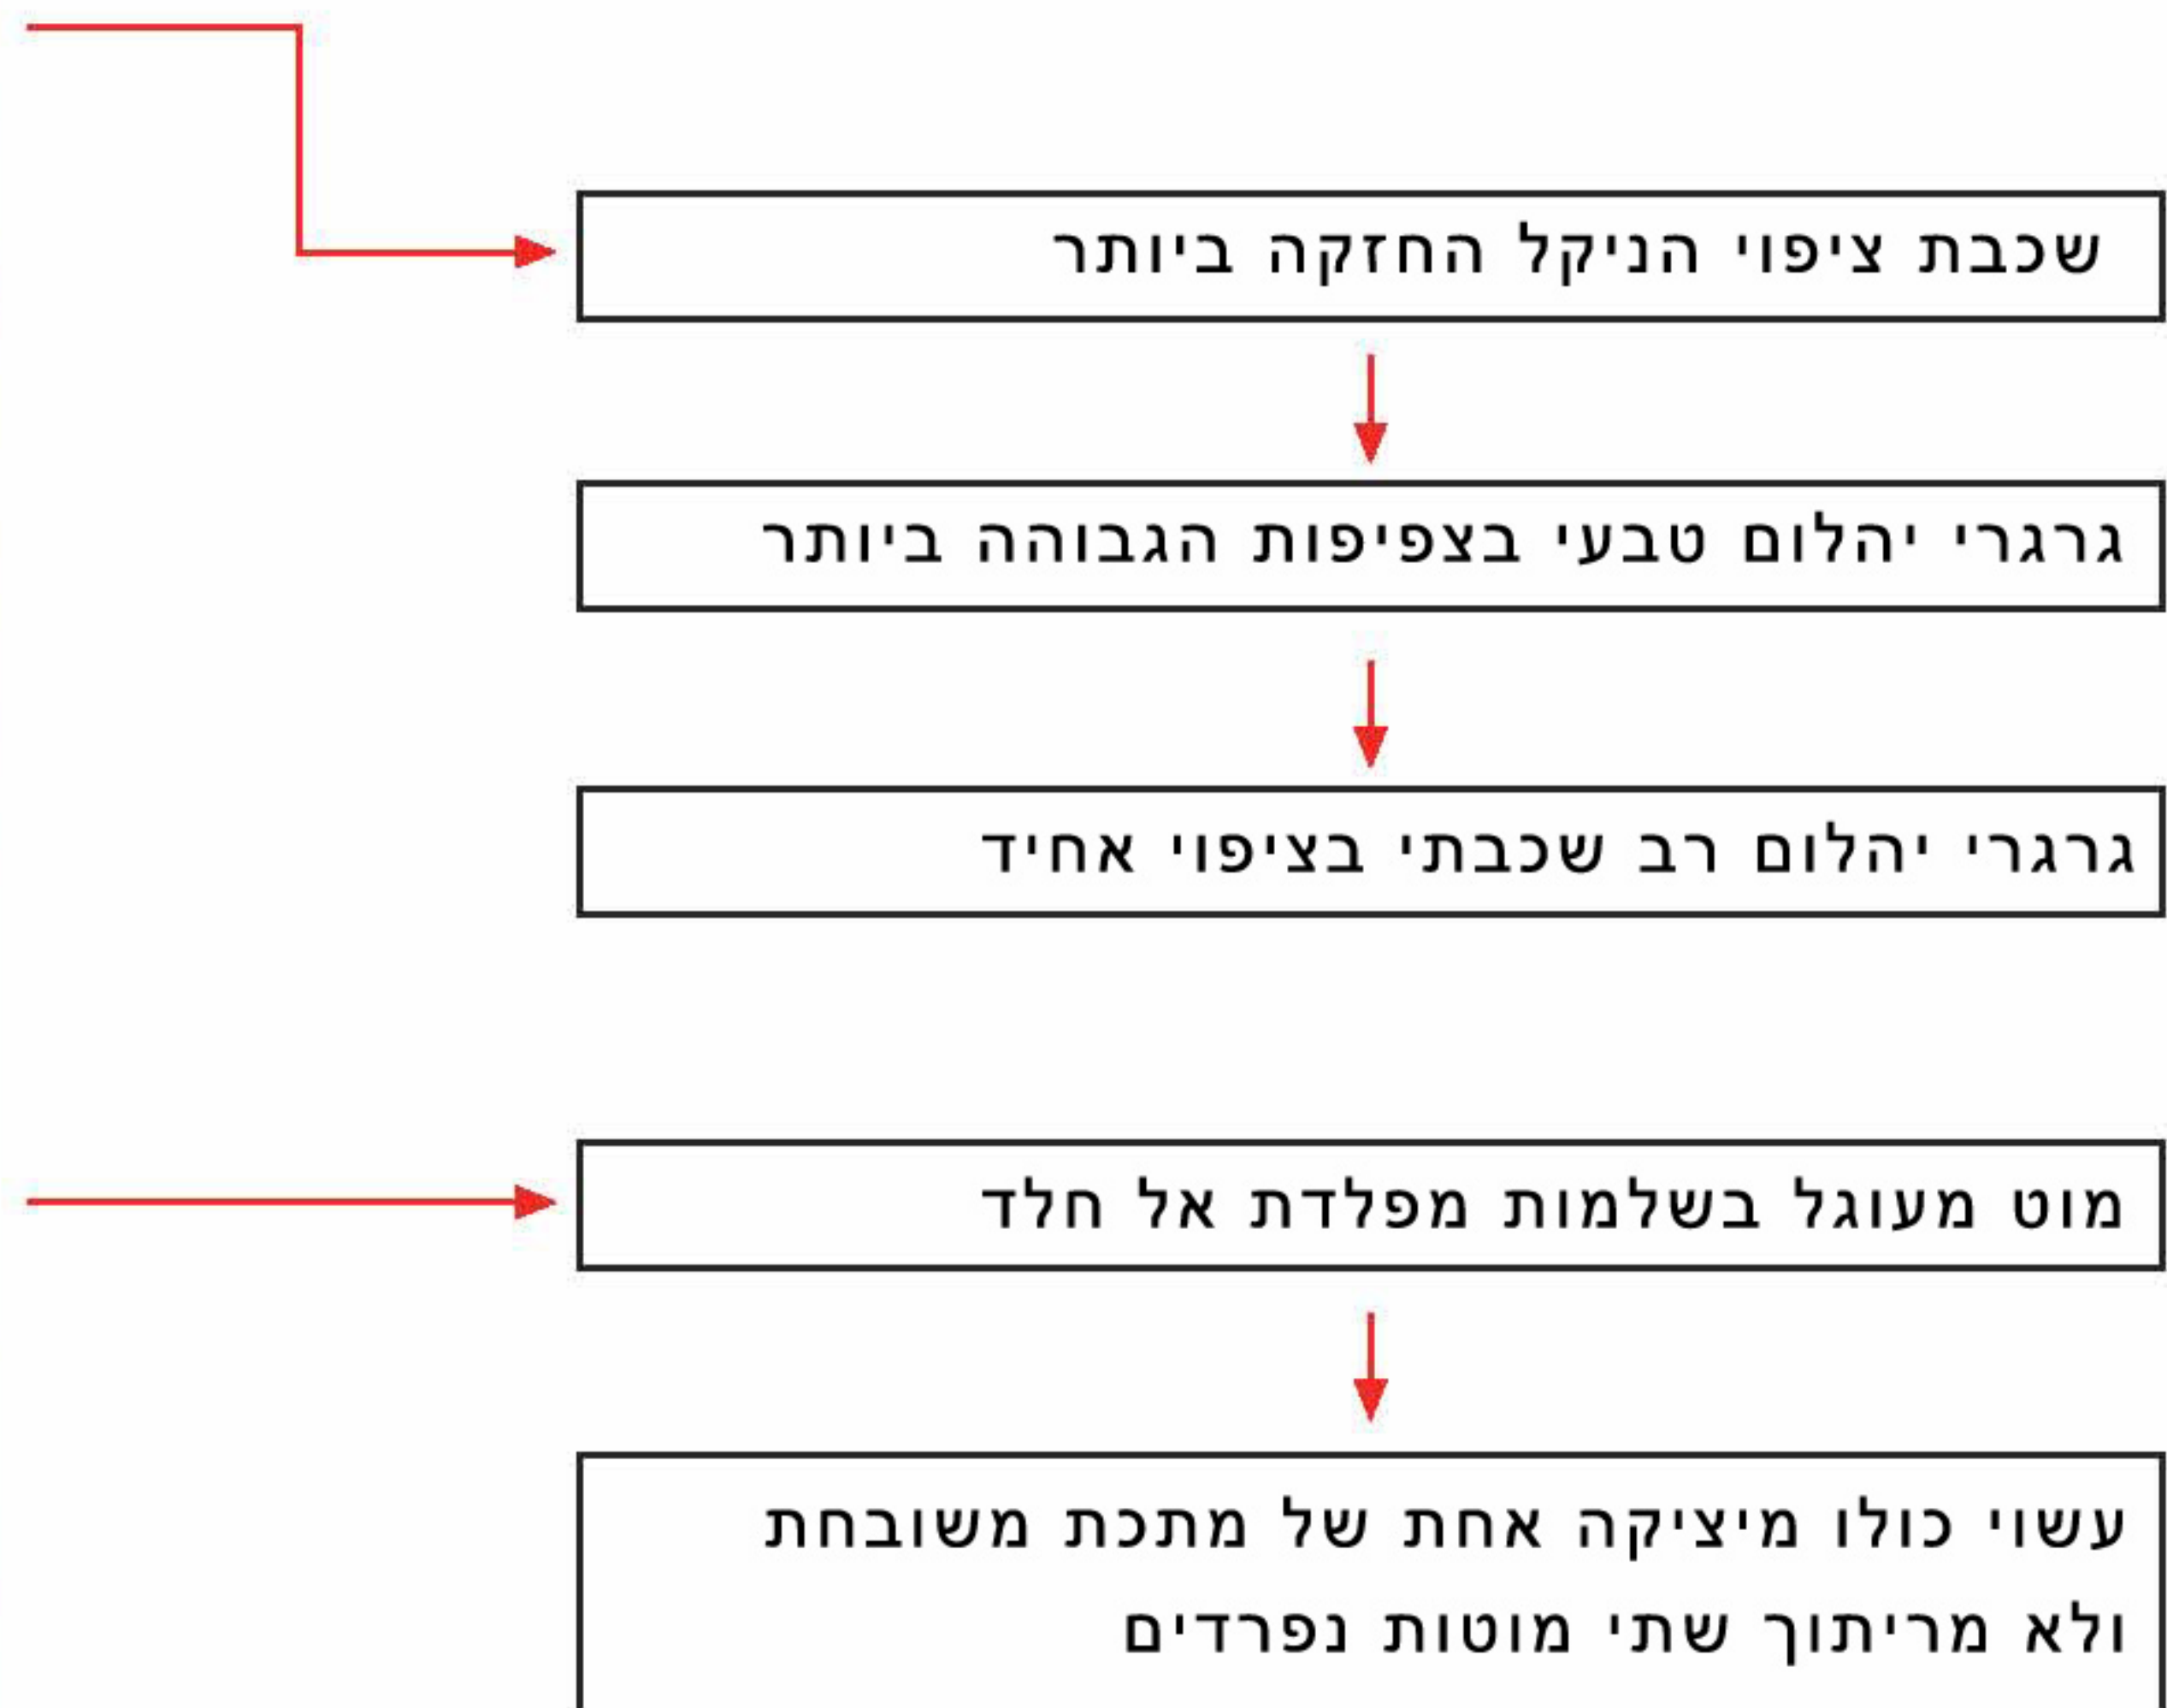 שכבת ציפוי הניקל החזקה ביותר
גרגרי יהלום טבעי בצפיפות הגבוהה ביותר
גרגרי יהלום רב שכבתי בציפוי אחיד
מוט מעוגל בשלמות מפלדת אל חלד
עשוי כולו מיציקה אחת של מתכת משובחת
ולא מריתוך שתי מוטות נפרדים